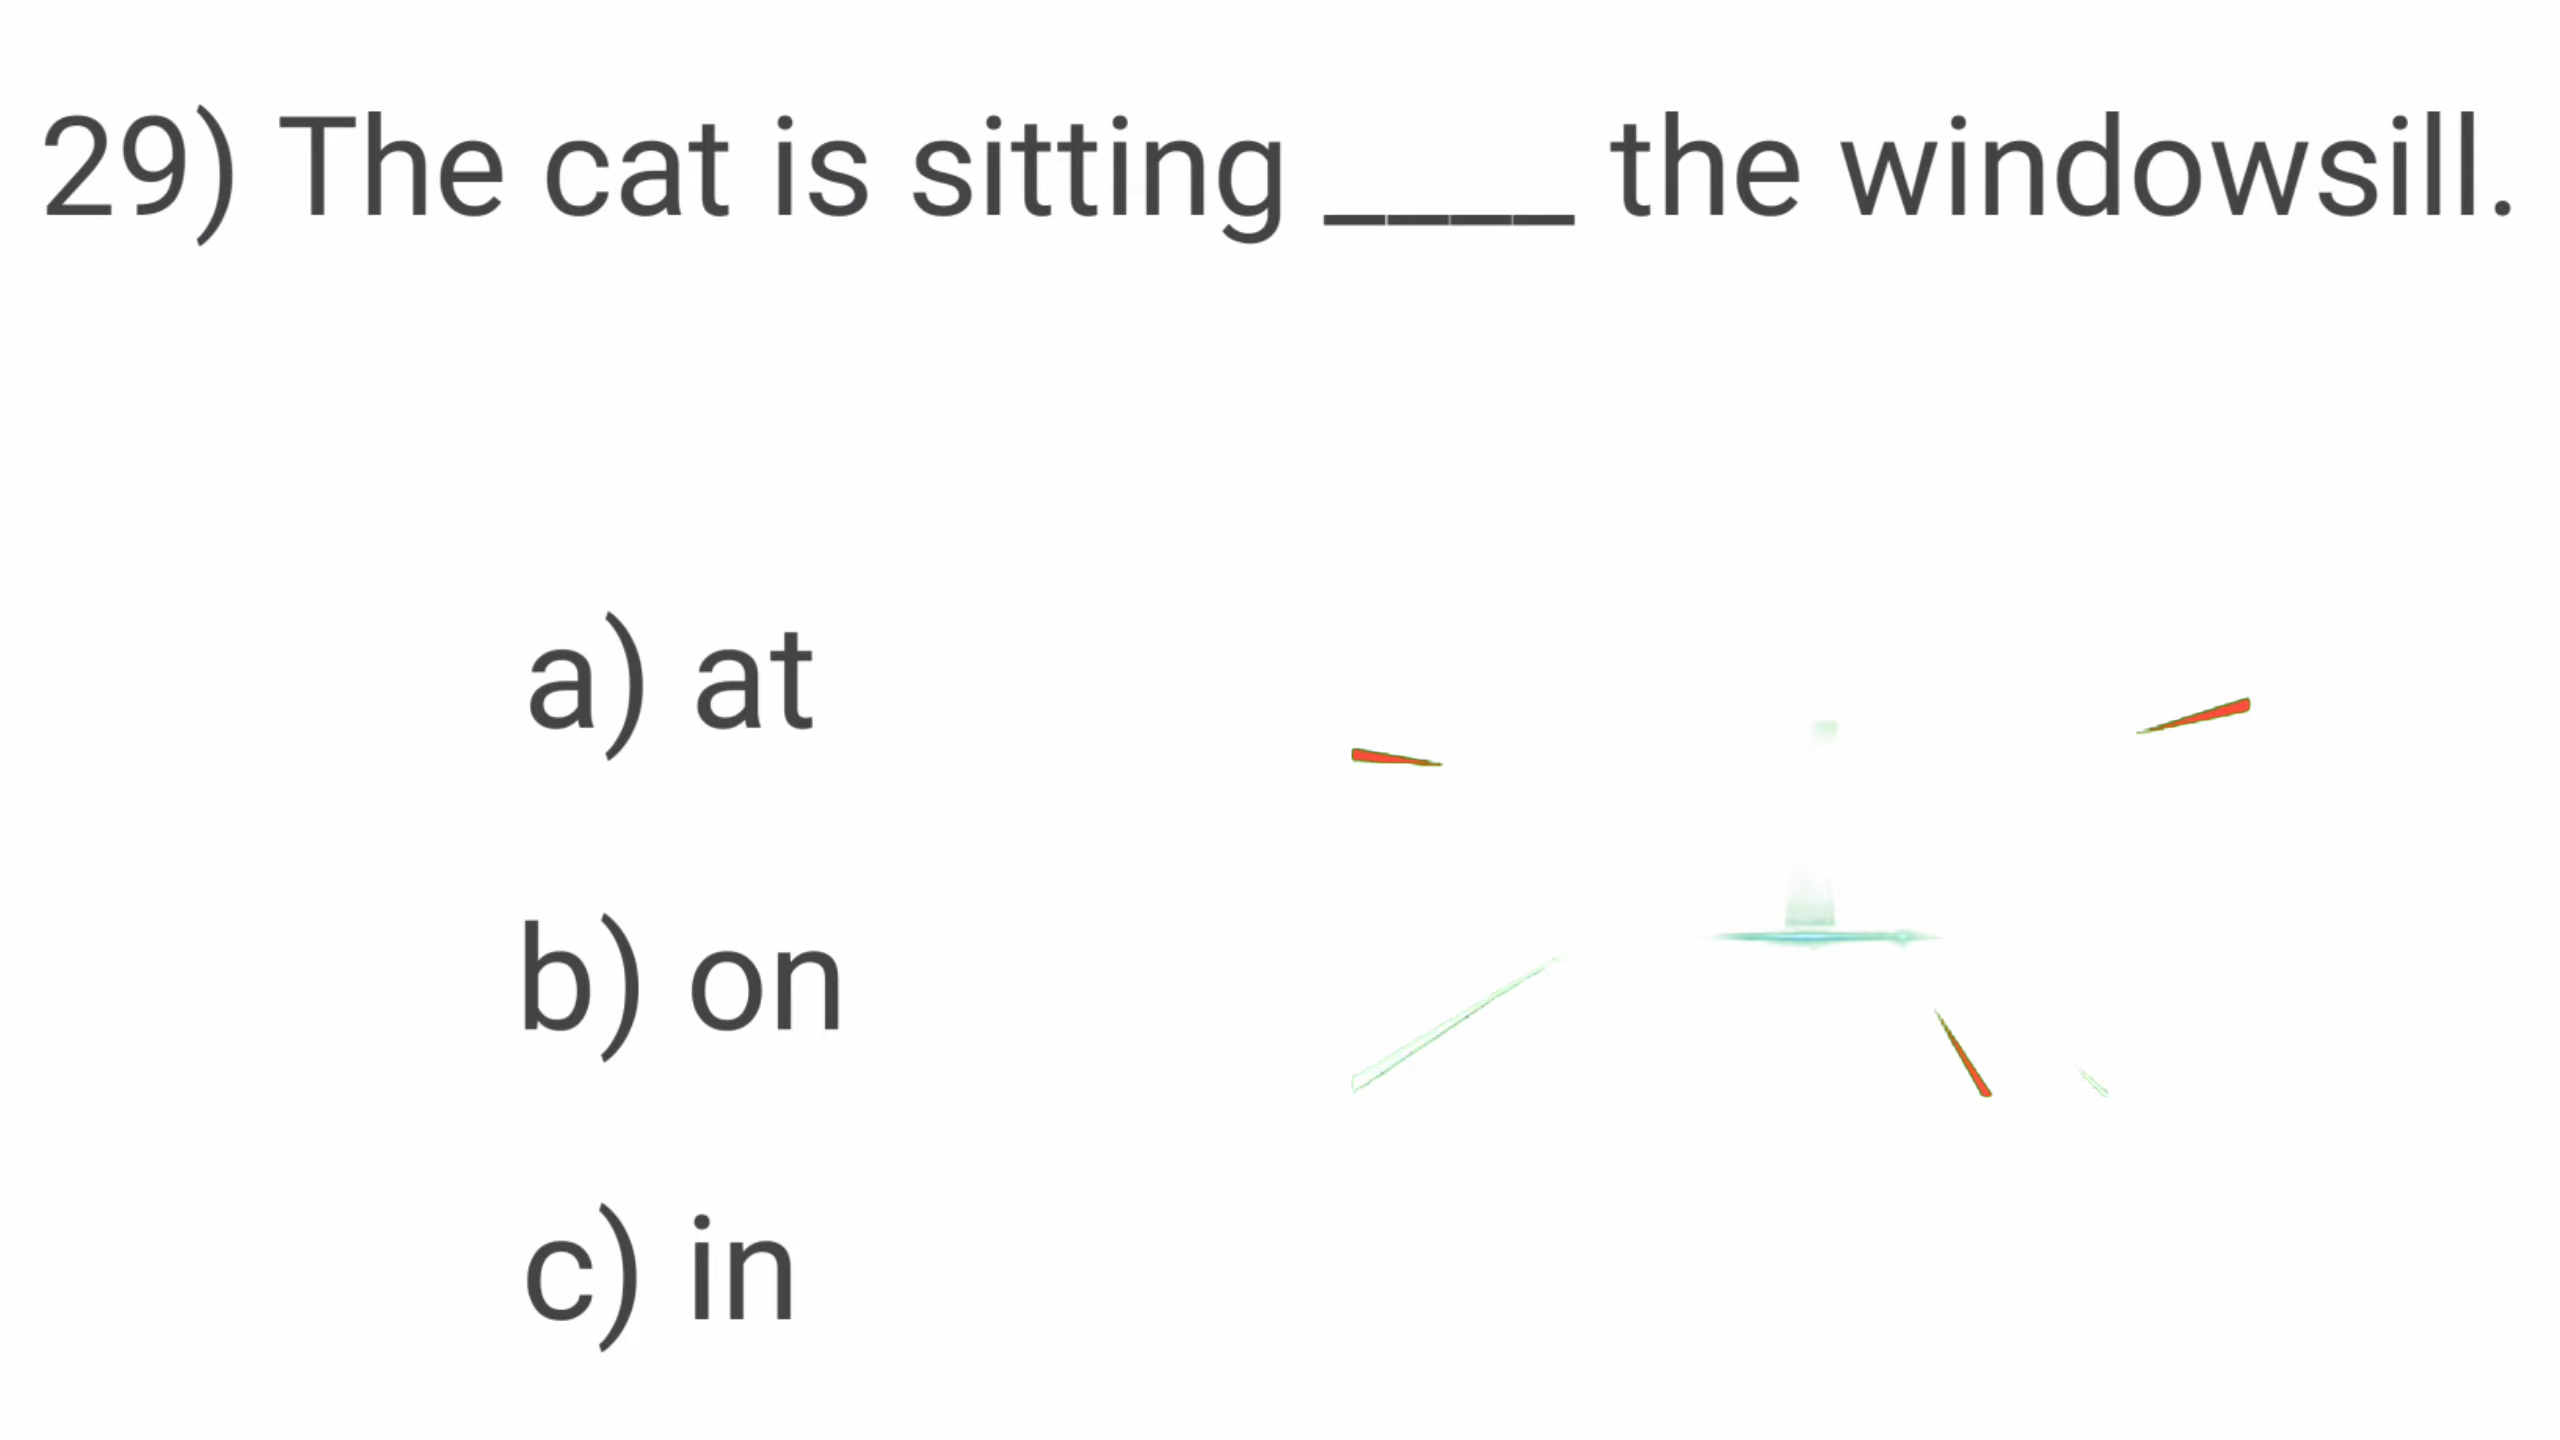 29) The cat is sitting ____ the windowsill.
a) at
b) on
c) in